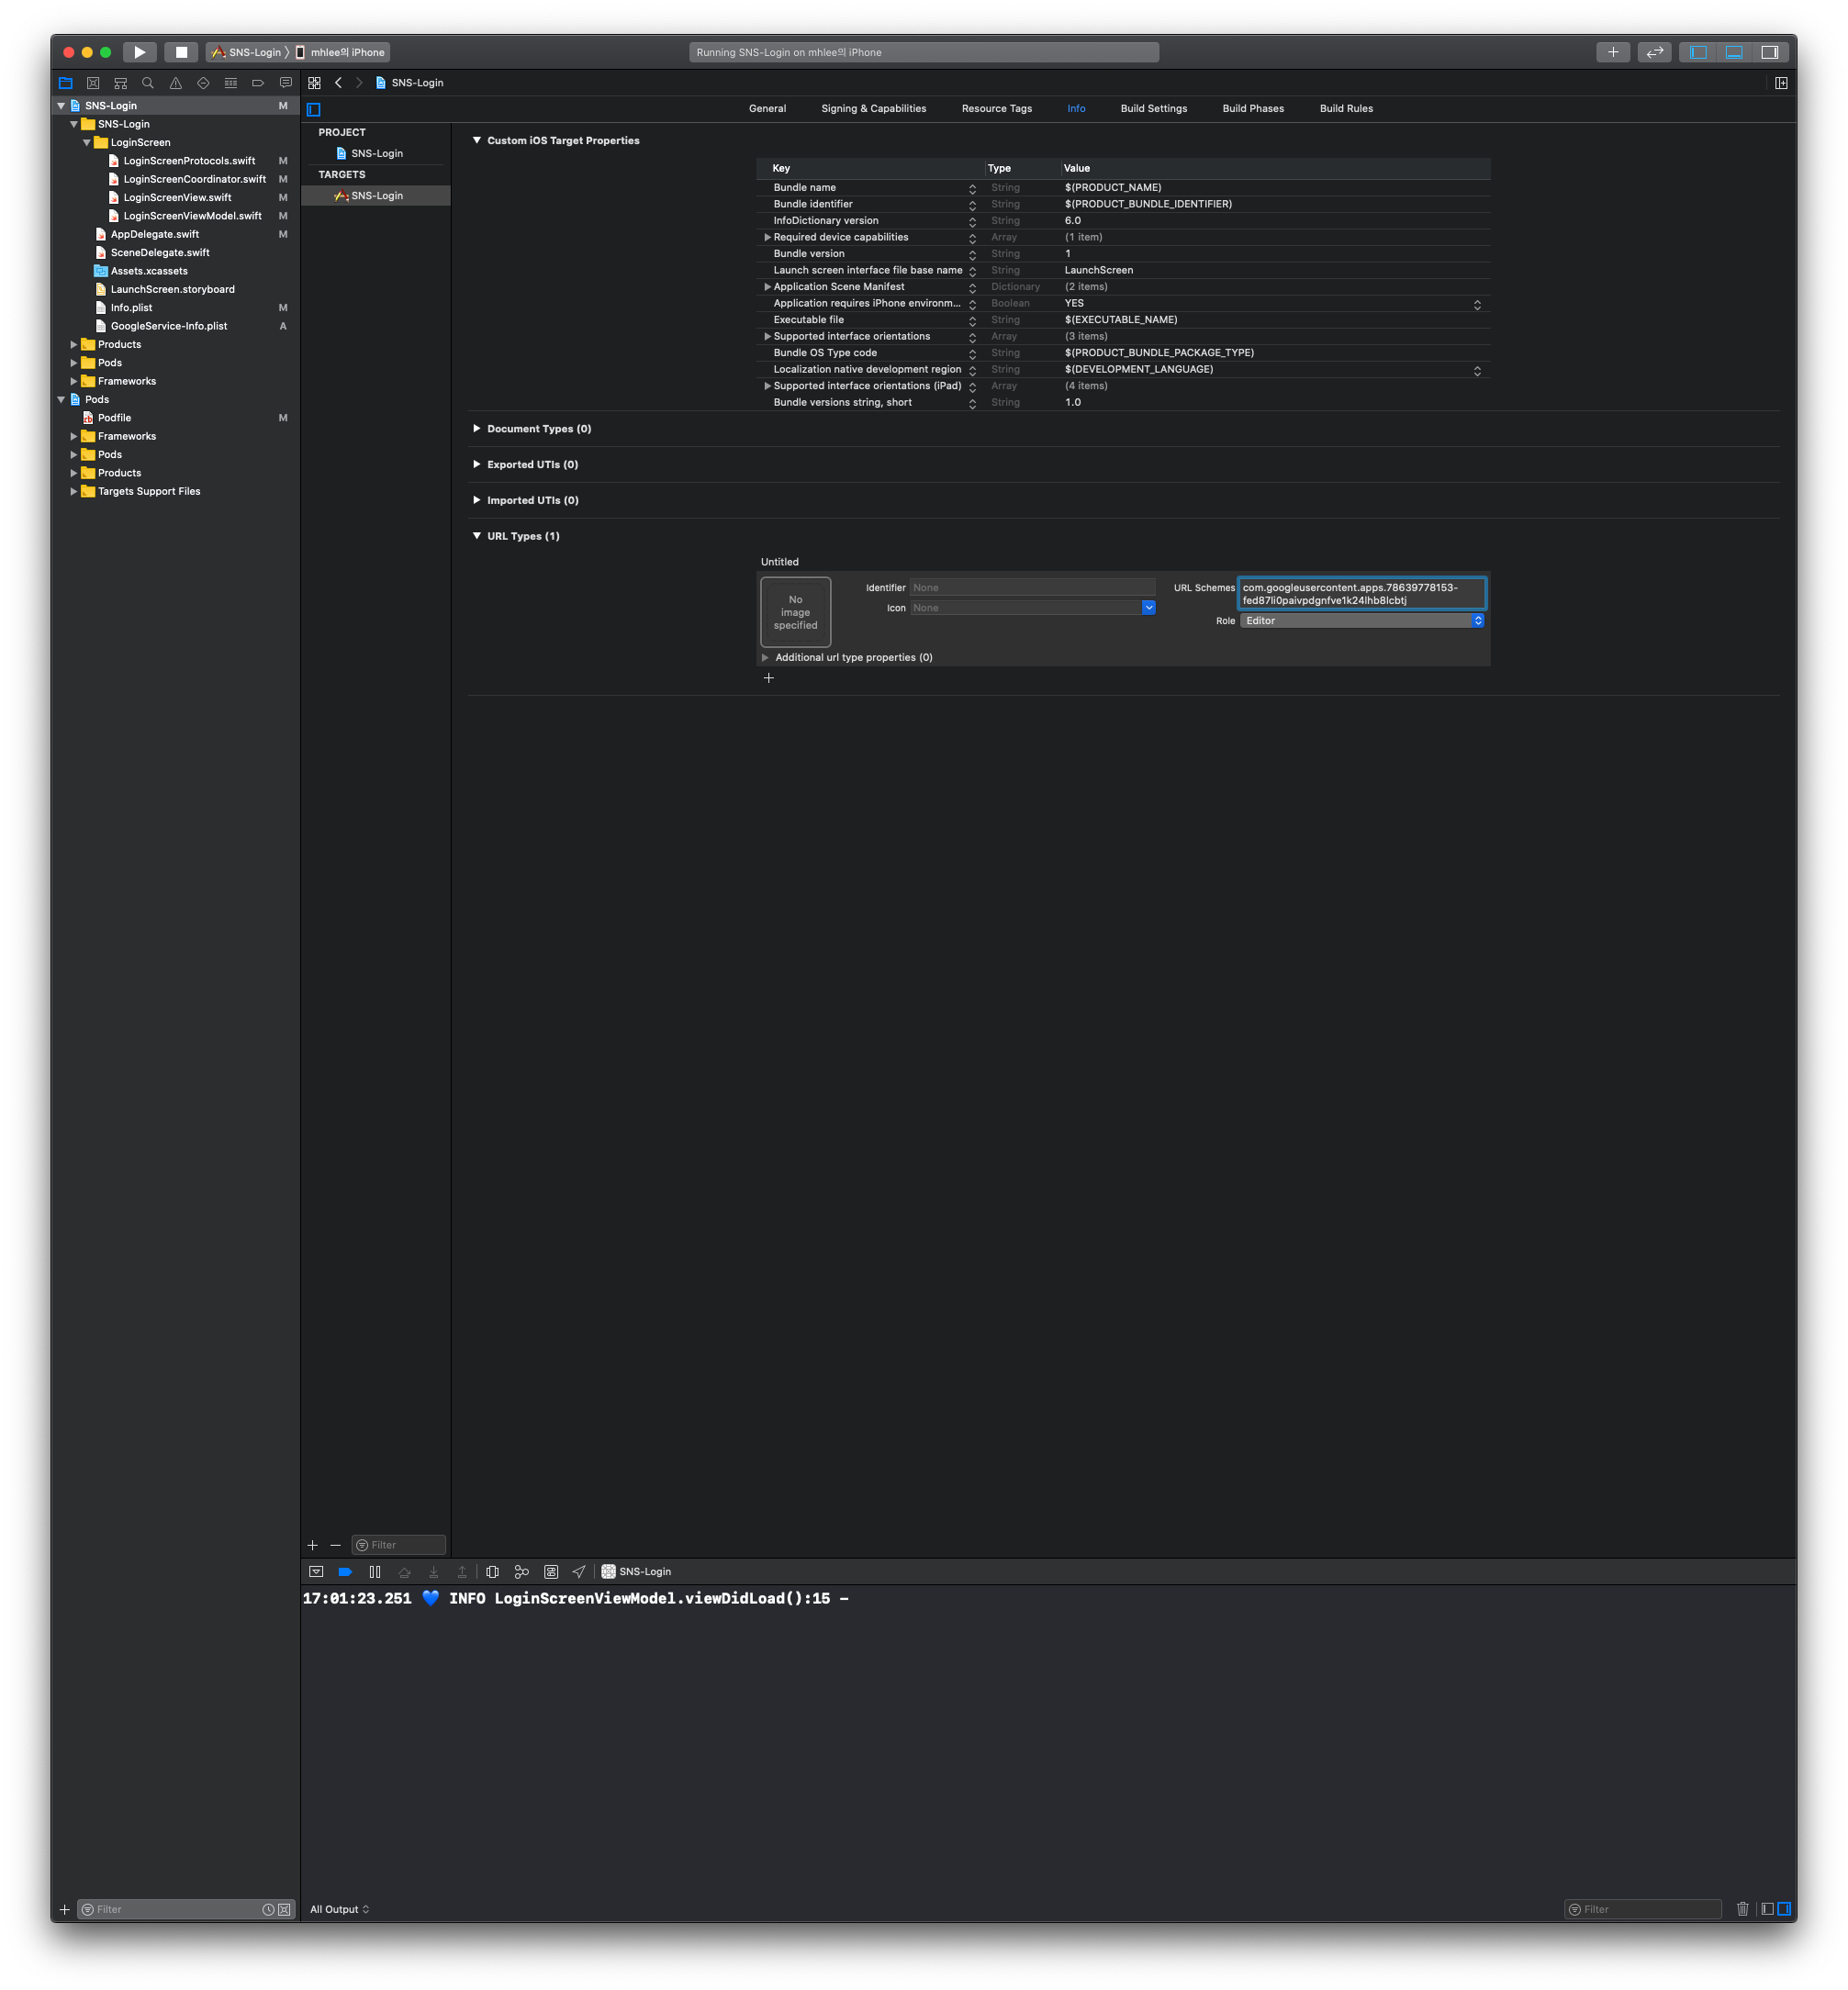 SNS-Login 〉 mhlee의 iPhone
Running SNS-Login on mhlee의 iPhone
SNS-Login
General Signing & Capabilities Resource Tags Info Build Settings Build Phases Build Rules
SNS-Login M
SNS-Login
LoginScreen
LoginScreenProtocols.swift M
LoginScreenCoordinator.swift M
LoginScreenView.swift M
LoginScreenViewModel.swift M
AppDelegate.swift M
SceneDelegate.swift
Assets.xcassets
LaunchScreen.storyboard
Info.plist M
GoogleService-Info.plist A
Products
Pods
Frameworks
Pods
Podfile M
Frameworks
Pods
Products
Targets Support Files
Filter
PROJECT
SNS-Login
TARGETS
SNS-Login
Filter
Custom iOS Target Properties
Key Type Value
Bundle name String $(PRODUCT_NAME)
Bundle identifier String $(PRODUCT_BUNDLE_IDENTIFIER)
InfoDictionary version String 6.0
Required device capabilities Array (1 item)
Bundle version String 1
Launch screen interface file base name String LaunchScreen
Application Scene Manifest Dictionary (2 items)
Application requires iPhone environm... Boolean YES
Executable file String $(EXECUTABLE_NAME)
Supported interface orientations Array (3 items)
Bundle OS Type code String $(PRODUCT_BUNDLE_PACKAGE_TYPE)
Localization native development region String $(DEVELOPMENT_LANGUAGE)
Supported interface orientations (iPad) Array (4 items)
Bundle versions string, short String 1.0
Document Types (0)
Exported UTIs (0)
Imported UTIs (0)
URL Types (1)
Untitled
No
image
specified
Identifier None
Icon None
URL Schemes com.googleusercontent.apps.78639778153-
fed87li0paivpdgnfve1k24lhb8lcbtj
Role Editor
Additional url type properties (0)
SNS-Login
17:01:23.251 💙 INFO LoginScreenViewModel.viewDidLoad():15 -
All Output
Filter